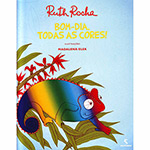 Ruth Rocha
BOM-DIA,
TODAS AS CORES!
MADALENA ELEK